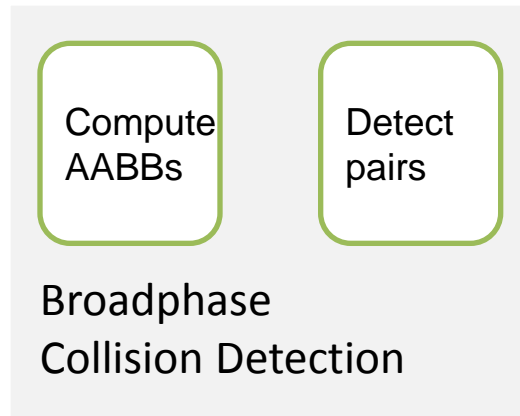 Compute
AABBs
Detect
pairs
Broadphase
Collision Detection